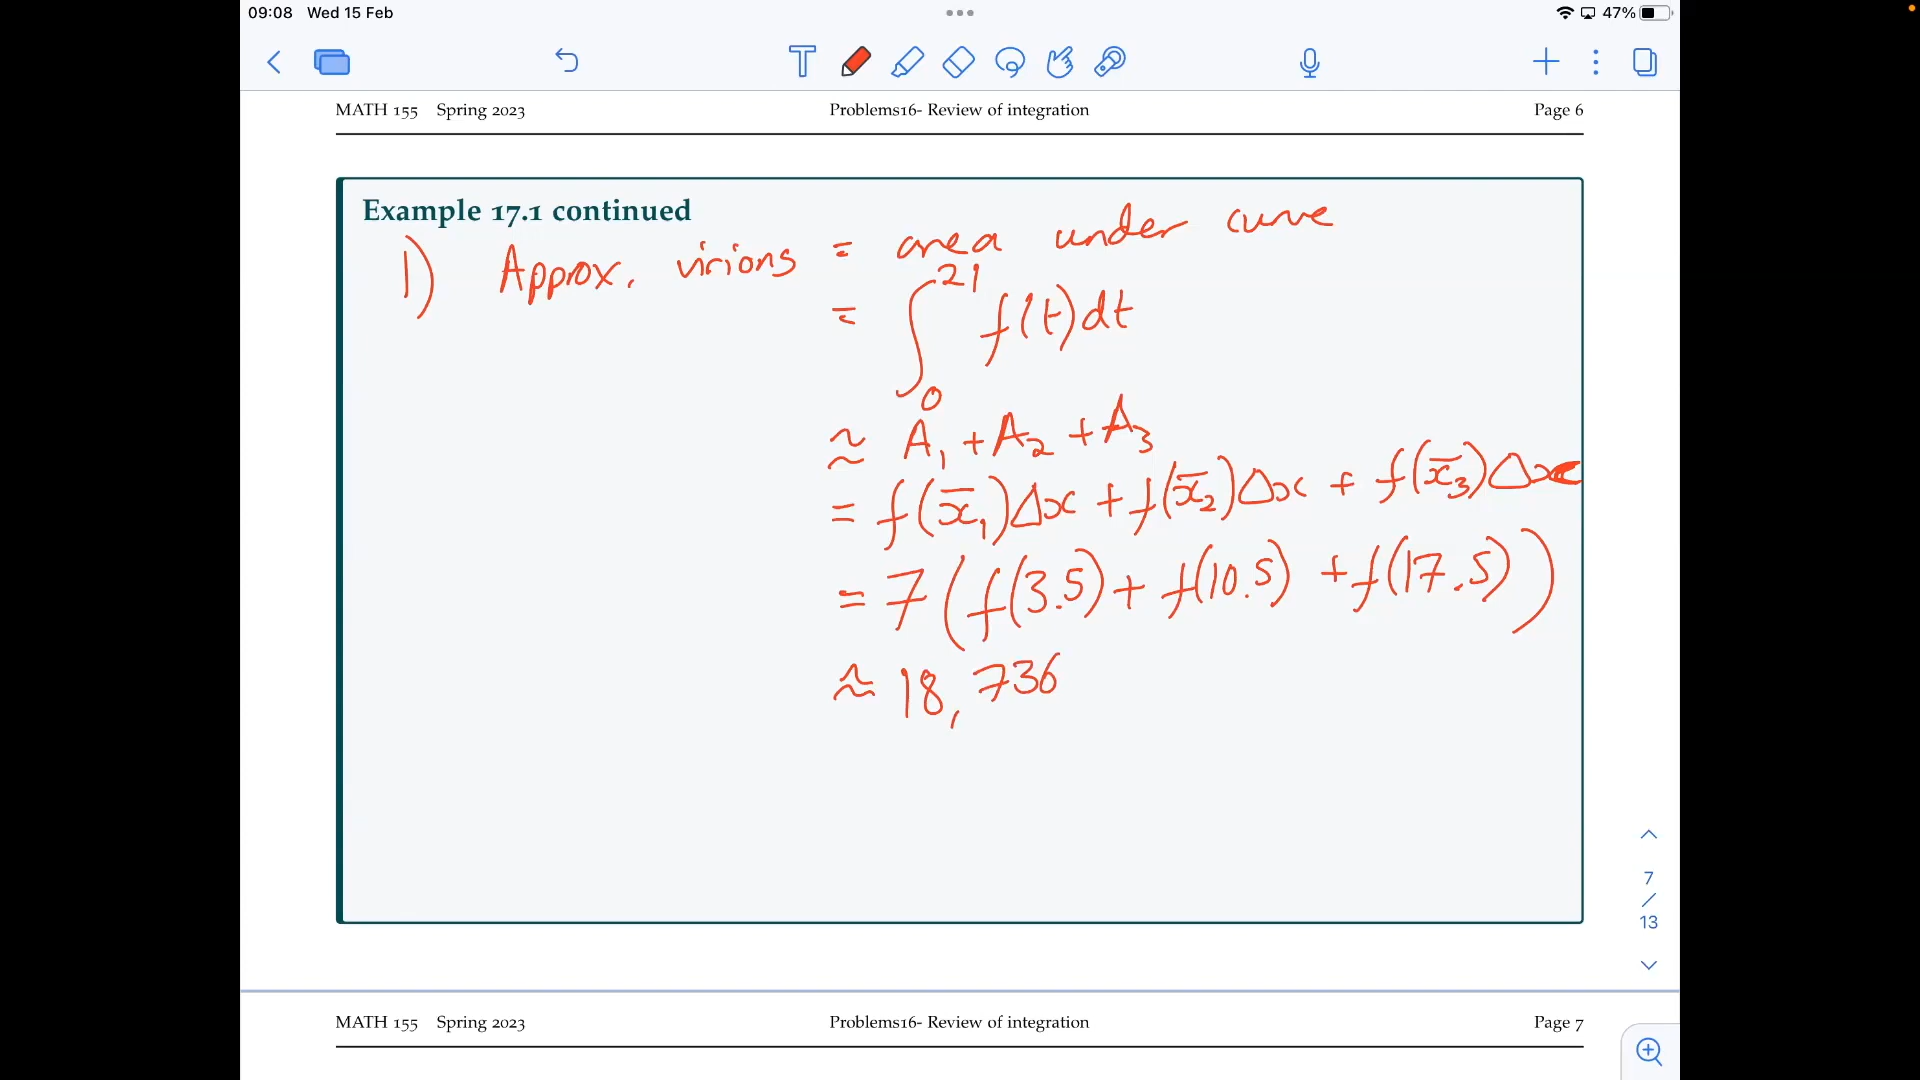 09:08 Wed 15 Feb
47%
MATH 155 Spring 2023 Problems16- Review of integration Page 6
Example 17.1 continued
1) Approx. virions = area under curve
= ∫₀²¹ f(t)dt
≈ A₁ + A₂ + A₃
= f(x̄₁)Δx + f(x̄₂)Δx + f(x̄₃)Δx
= 7(f(3.5) + f(10.5) + f(17.5))
≈ 18,736
7
/
13
MATH 155 Spring 2023 Problems16- Review of integration Page 7